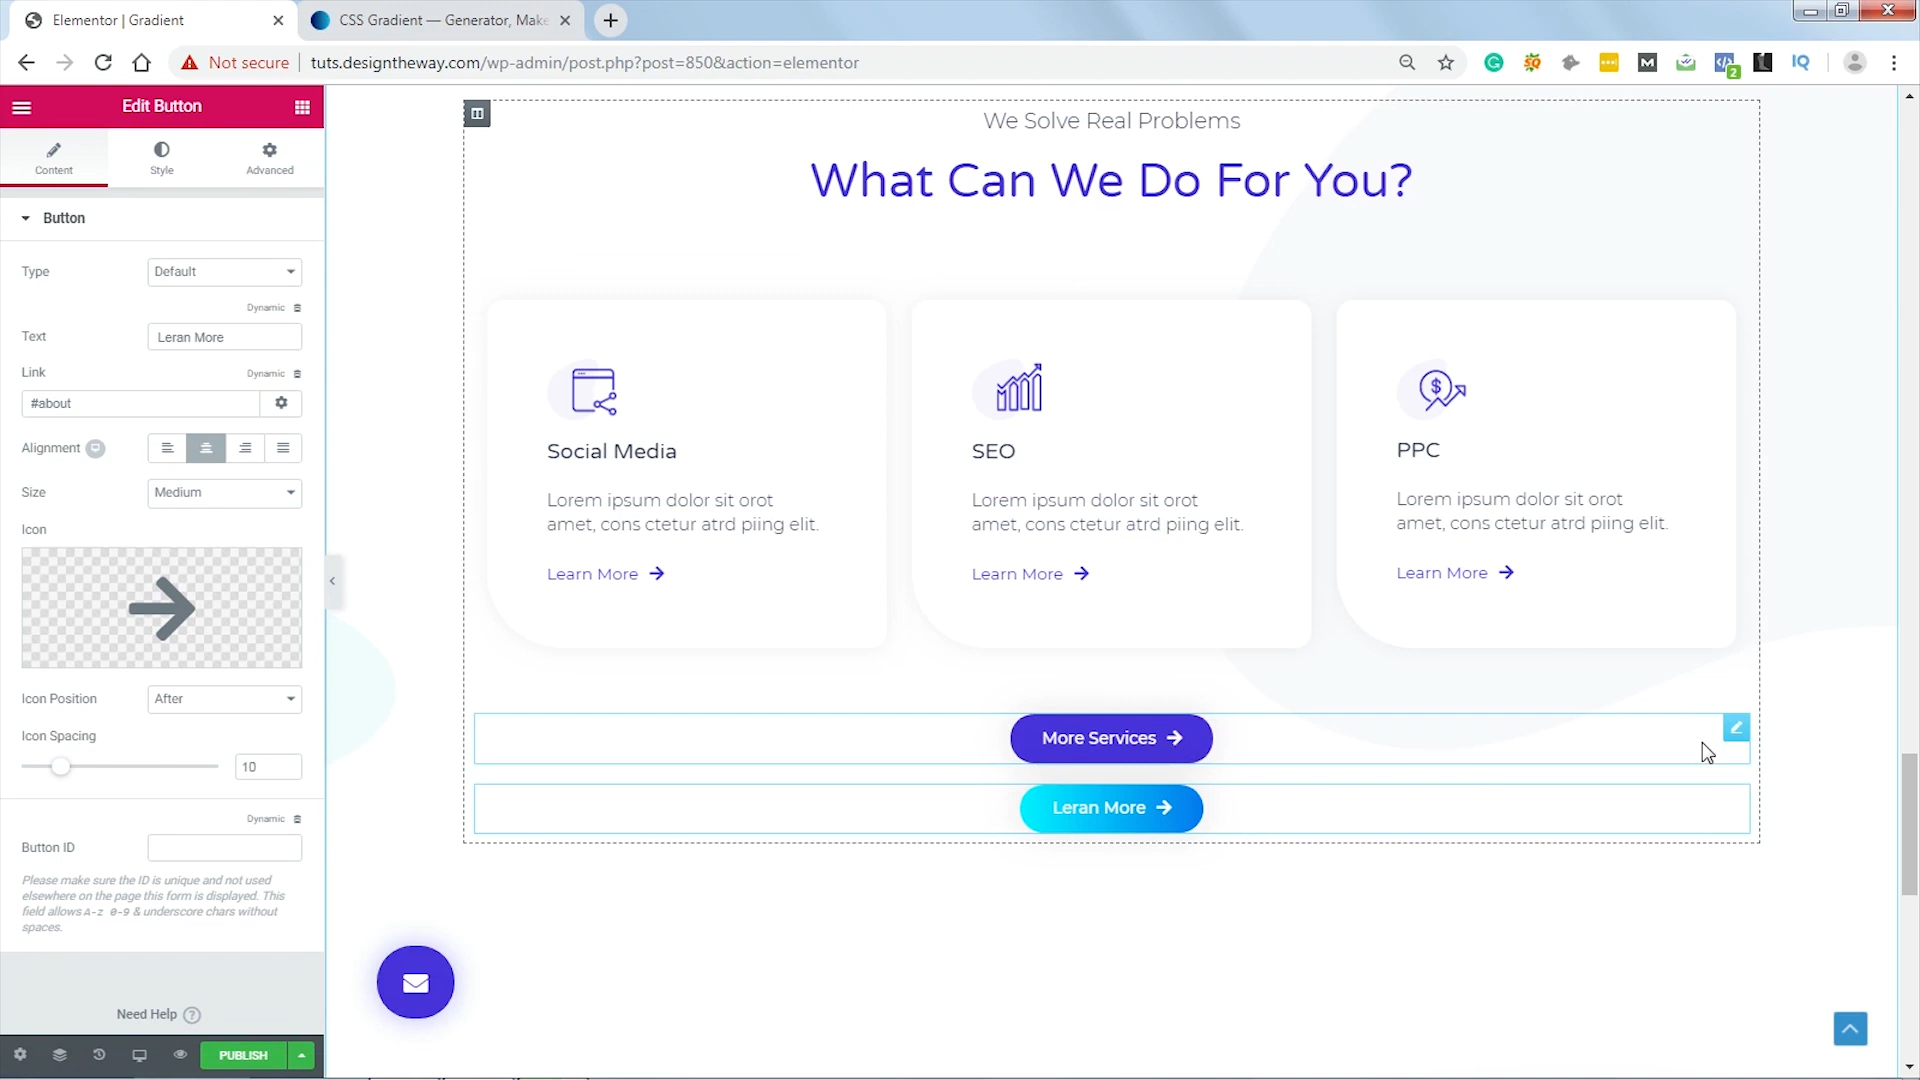 Elementor | Gradient
CSS Gradient — Generator, Make
Not secure
tuts.designtheway.com/wp-admin/post.php?post=850&action=elementor
SQ
M
2
IQ
Edit Button
Content
Style
Advanced
Button
Type
Default
Dynamic
Text
Leran More
Link
Dynamic
#about
Alignment
Size
Medium
Icon
Icon Position
After
Icon Spacing
10
Dynamic
Button ID
Please make sure the ID is unique and not used
elsewhere on the page this form is displayed. This
field allows A-z 0-9 & underscore chars without
spaces.
Need Help ?
PUBLISH
We Solve Real Problems
What Can We Do For You?
Social Media
Lorem ipsum dolor sit orot
amet, cons ctetur atrd piing elit.
Learn More
SEO
Lorem ipsum dolor sit orot
amet, cons ctetur atrd piing elit.
Learn More
$
PPC
Lorem ipsum dolor sit orot
amet, cons ctetur atrd piing elit.
Learn More
More Services
Leran More